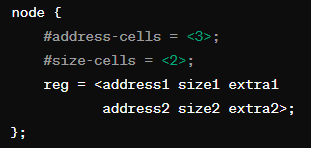 node {
#address-cells = <3>;
#size-cells = <2>;
reg = <address1 size1 extra1
address2 size2 extra2>;
};